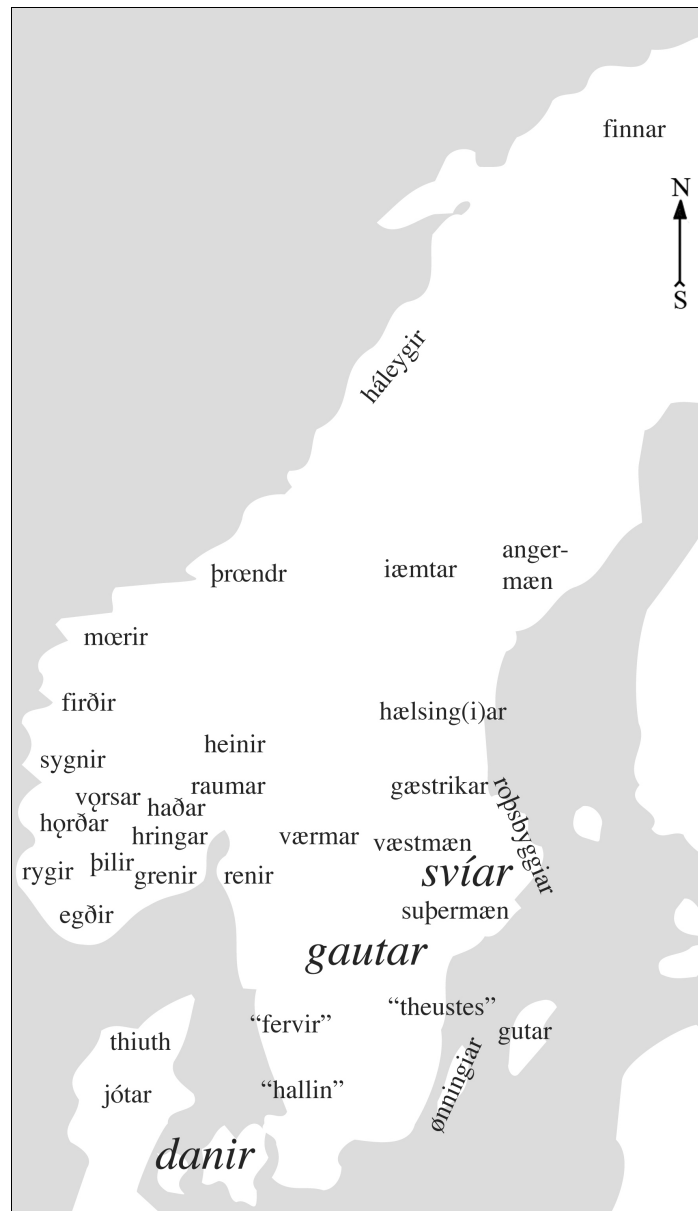 finnar
N
S
háleygir
þrœndr
iæmtar
anger-
mæn
mœrir
firðir
hælsing(i)ar
heinir
sygnir
raumar
gæstrikar
vǫrsar
haðar
roþsbyggiar
hǫrðar
hringar
værmar
væstmæn
rygir
þilir
grenir
renir
svíar
egðir
suþermæn
gautar
“theustes”
“fervir”
gutar
thiuth
jótar
“hallin”
ønningiar
danir